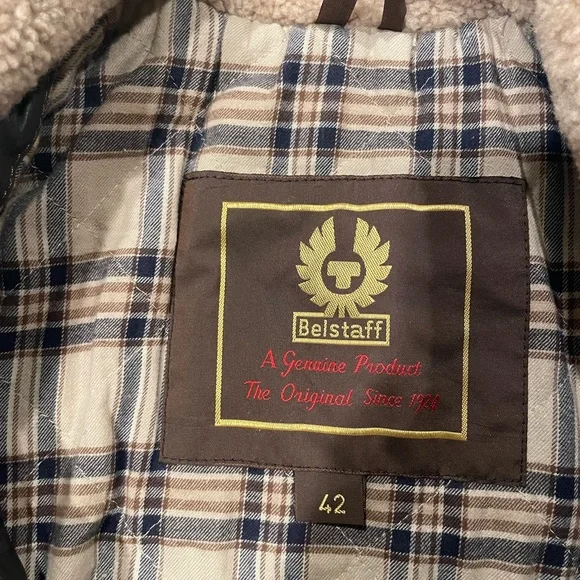 Belstaff
A Genuine Product
The Original Since 1924
42